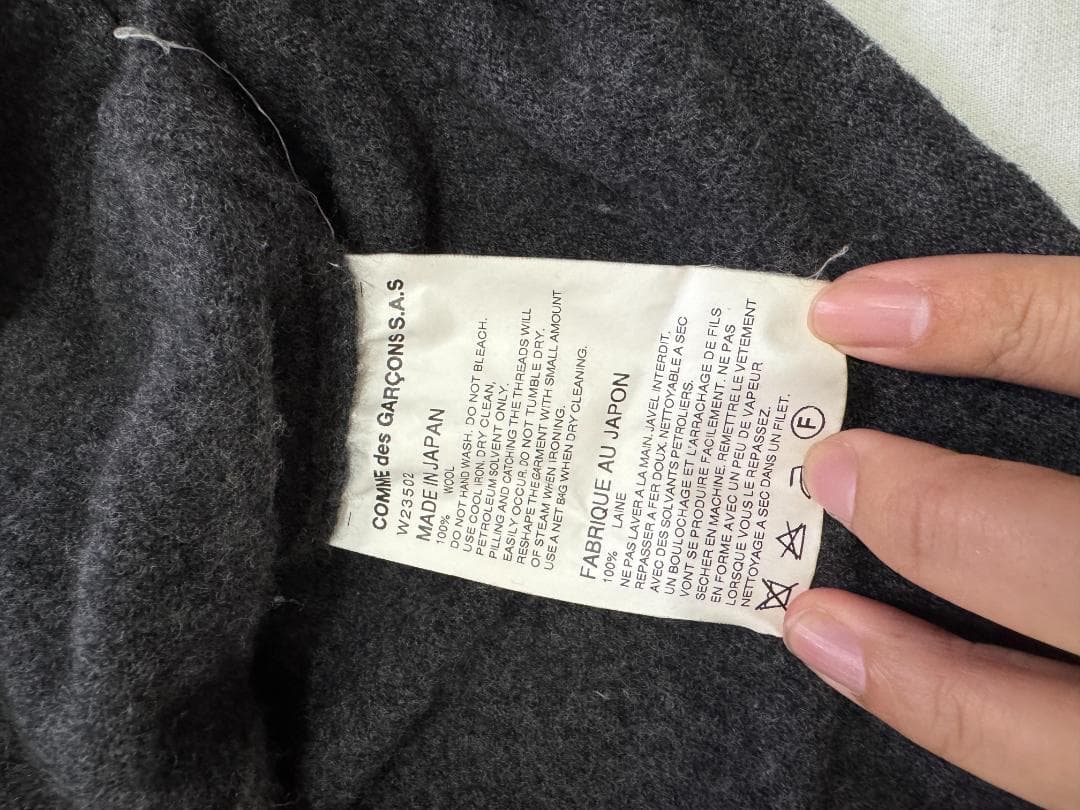 COMME des GARÇONS S.A.S
W23502
MADE IN JAPAN
100% WOOL
DO NOT HAND WASH. DO NOT BLEACH.
USE COOL IRON. DRY CLEAN,
PETROLEUM SOLVENT ONLY.
PILLING AND CATCHING THE THREADS WILL
EASILY OCCUR. DO NOT TUMBLE DRY.
RESHAPE THE GARMENT WITH SMALL AMOUNT
OF STEAM WHEN IRONING.
USE A NET BAG WHEN DRY CLEANING.
FABRIQUE AU JAPON
100% LAINE
NE PAS LAVER A LA MAIN. JAVEL INTERDIT.
REPASSER A FER DOUX. NETTOYABLE A SEC
AVEC DES SOLVANTS PETROLIERS.
UN BOULOCHAGE ET L'ARRACHAGE DE FILS
VONT SE PRODUIRE FACILEMENT. NE PAS
SECHER EN MACHINE. REMETTRE LE VETEMENT
EN FORME AVEC UN PEU DE VAPEUR
LORSQUE VOUS LE REPASSEZ.
NETTOYAGE A SEC DANS UN FILET.
F